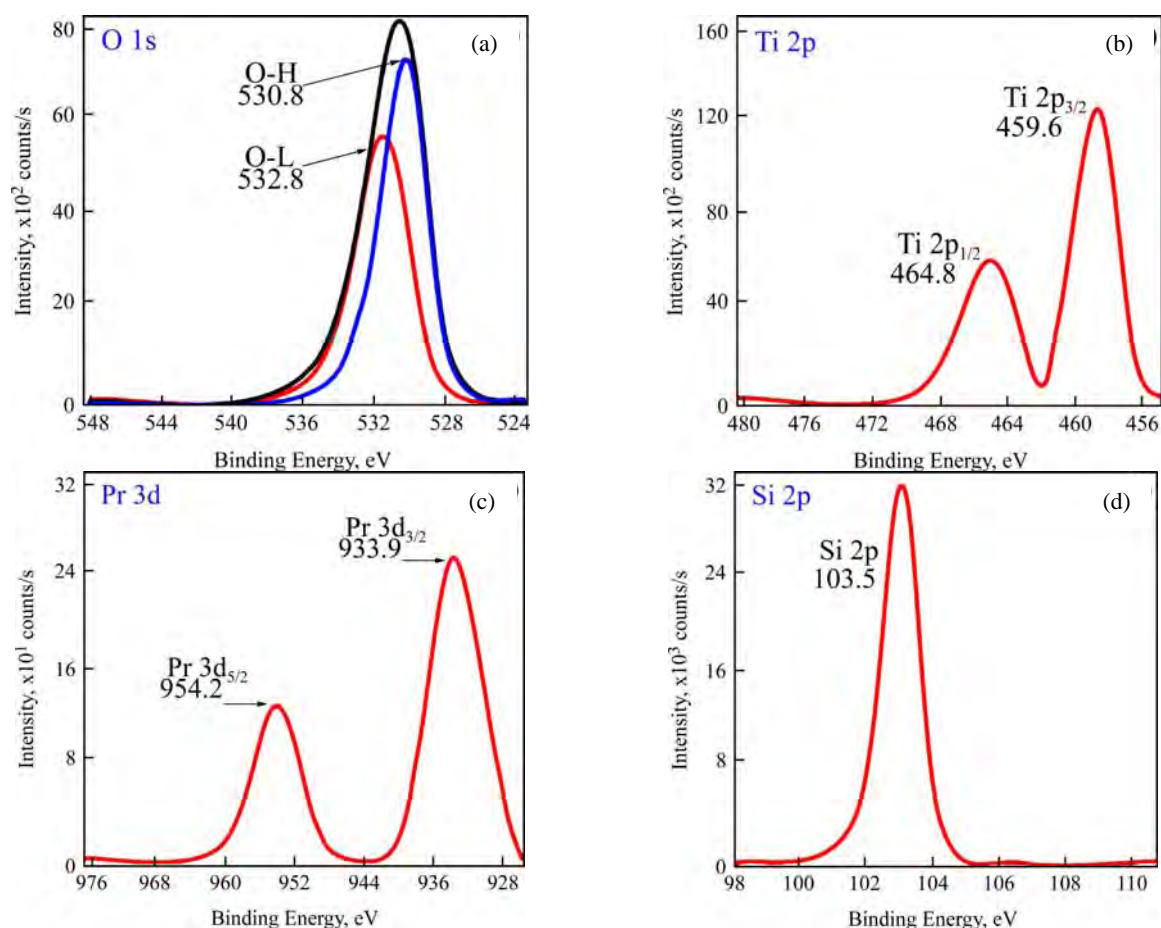 O 1s
(a)
80
60
40
20
0
O-H
530.8
O-L
532.8
Intensity, x10² counts/s
548 544 540 536 532 528 524
Binding Energy, eV
Ti 2p
(b)
160
120
80
40
0
Ti 2p3/2
459.6
Ti 2p1/2
464.8
Intensity, x10² counts/s
480 476 472 468 464 460 456
Binding Energy, eV
Pr 3d
(c)
32
24
16
8
0
Pr 3d3/2
933.9
Pr 3d5/2
954.2
Intensity, x10¹ counts/s
976 968 960 952 944 936 928
Binding Energy, eV
Si 2p
(d)
32
24
16
8
0
Si 2p
103.5
Intensity, x10³ counts/s
98 100 102 104 106 108 110
Binding Energy, eV